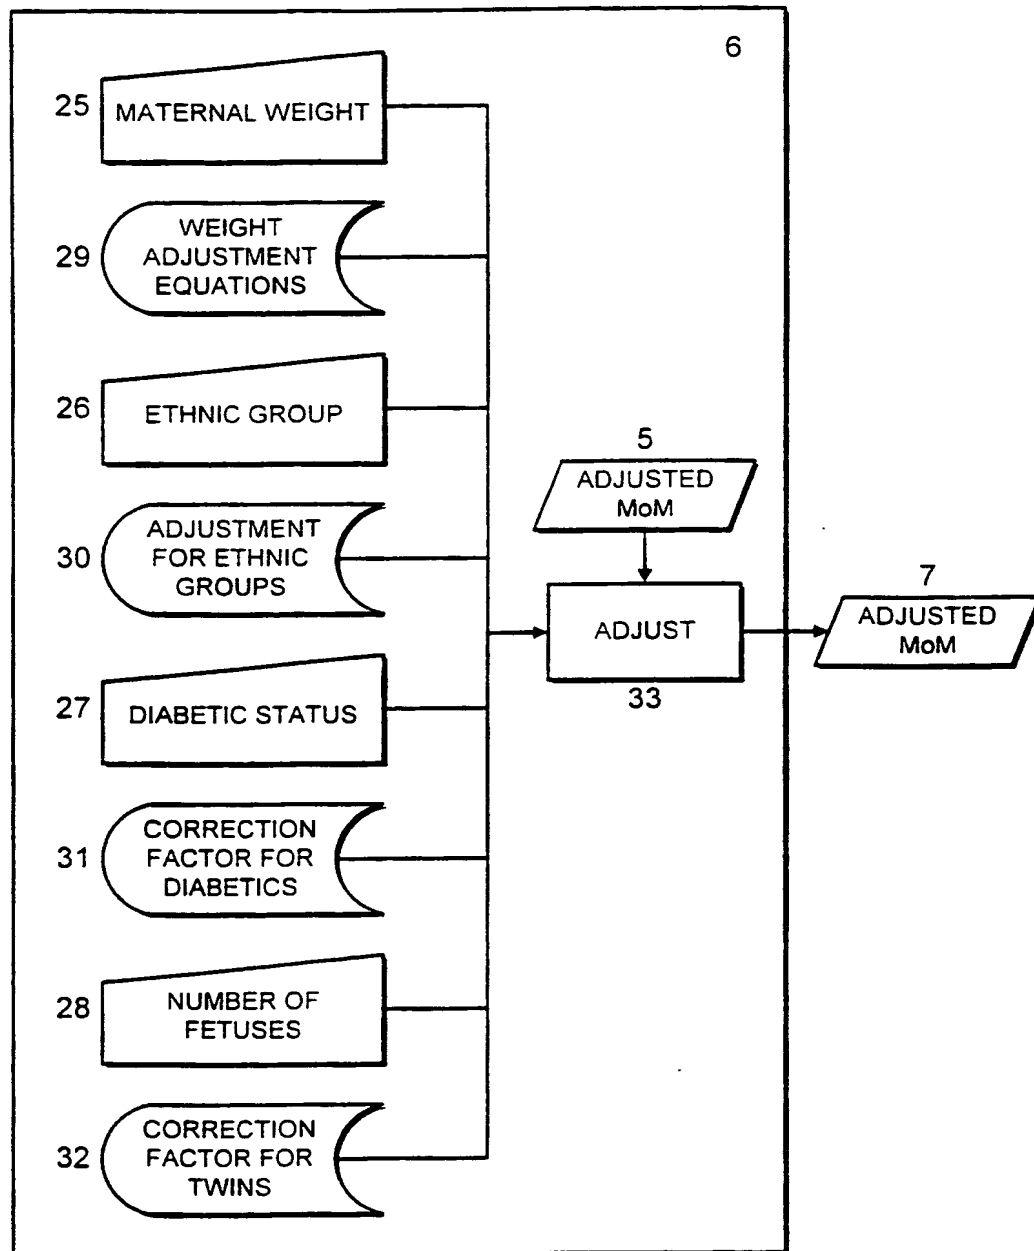 6
25
MATERNAL WEIGHT
29
WEIGHT
ADJUSTMENT
EQUATIONS
26
ETHNIC GROUP
30
ADJUSTMENT
FOR ETHNIC
GROUPS
27
DIABETIC STATUS
31
CORRECTION
FACTOR FOR
DIABETICS
28
NUMBER OF
FETUSES
32
CORRECTION
FACTOR FOR
TWINS
5
ADJUSTED
MoM
ADJUST
33
7
ADJUSTED
MoM